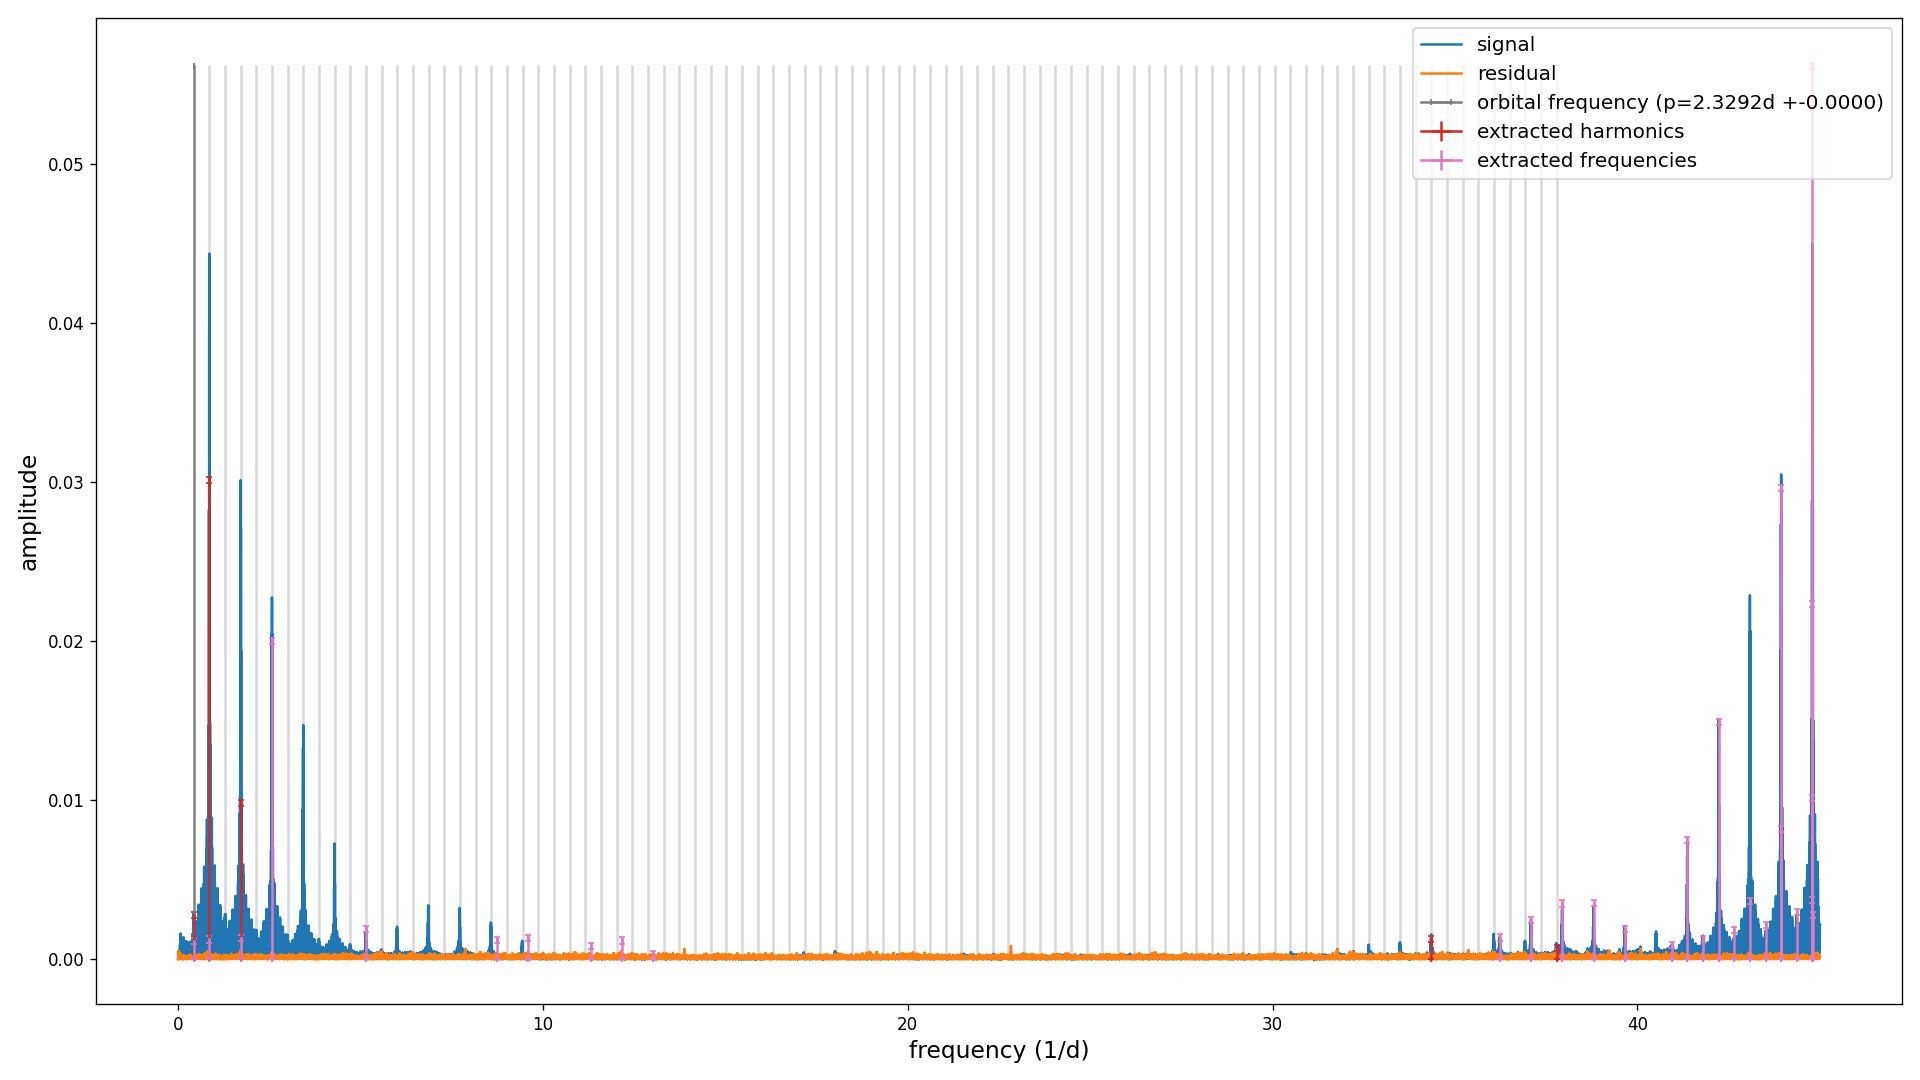 signal
residual
orbital frequency (p=2.3292d +-0.0000)
extracted harmonics
extracted frequencies
amplitude
0.05
0.04
0.03
0.02
0.01
0.00
0
10
20
30
40
frequency (1/d)